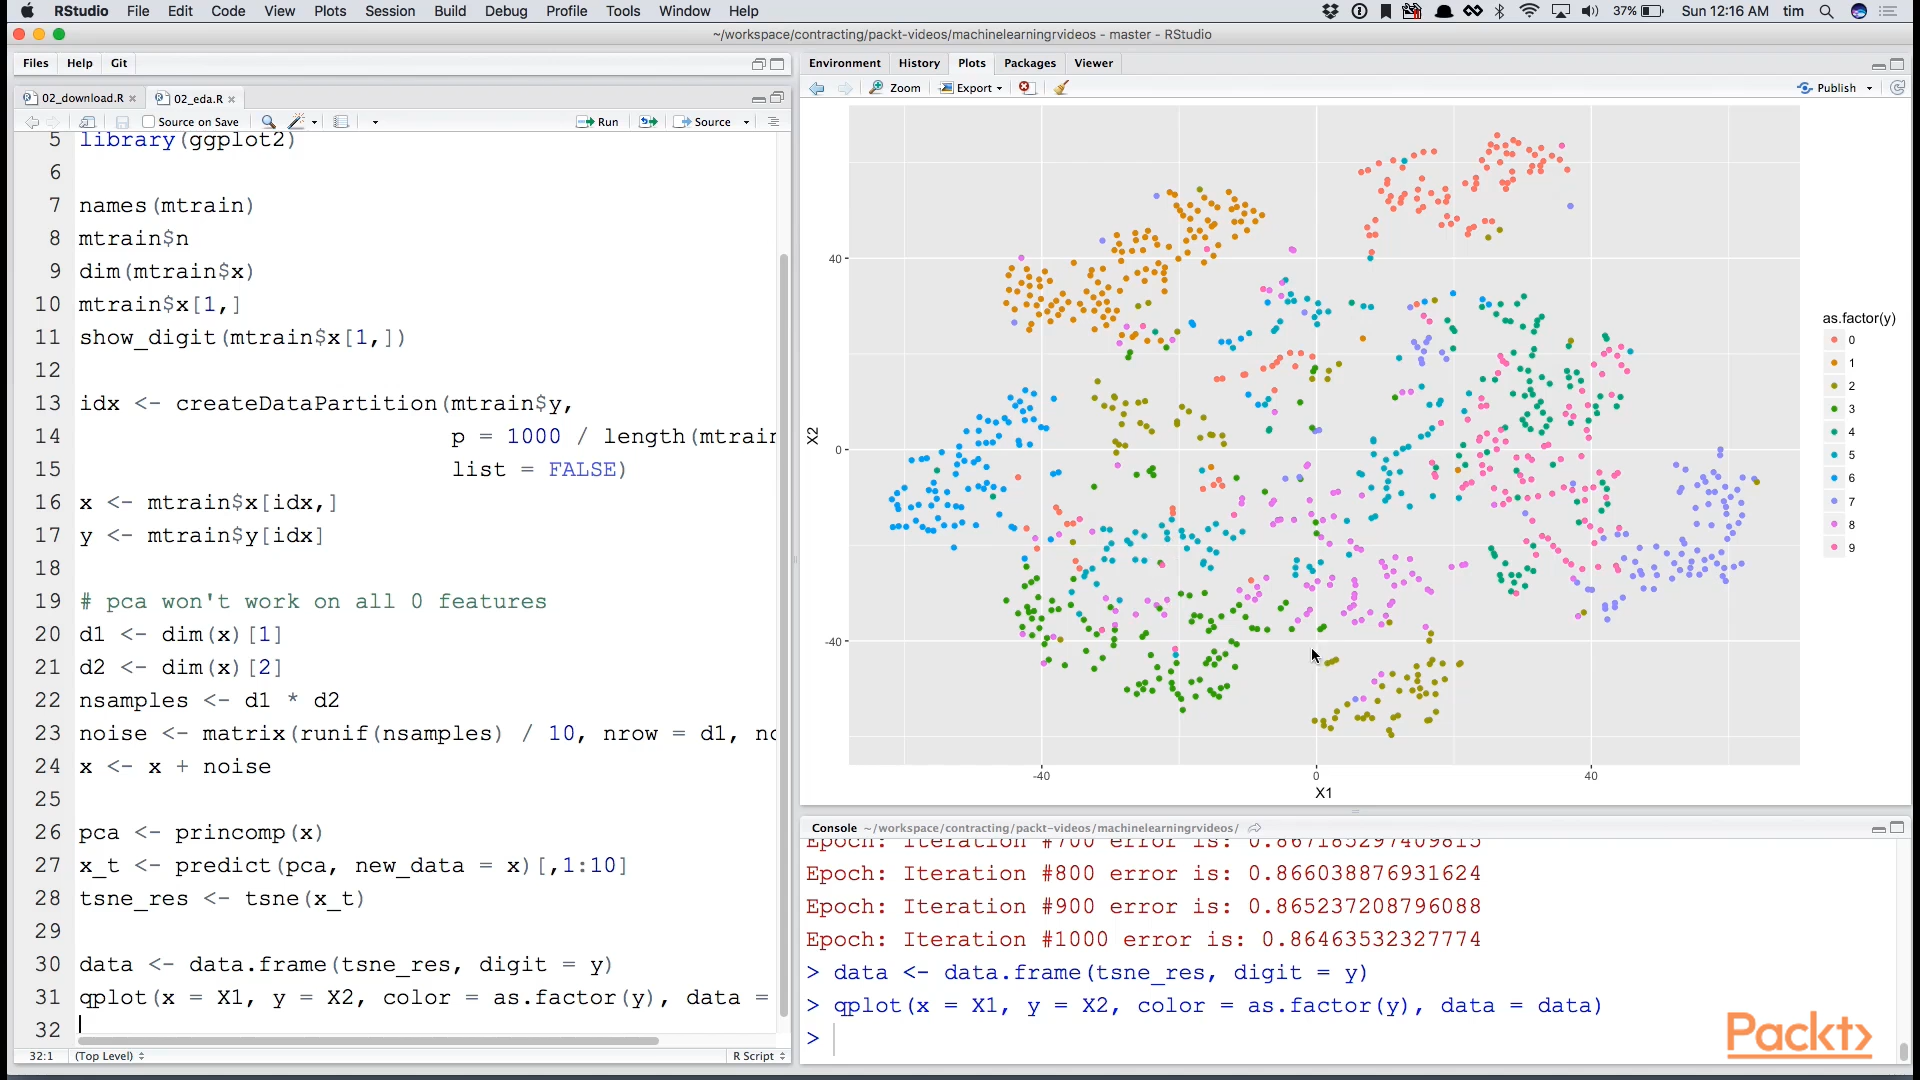 RStudio File Edit Code View Plots Session Build Debug Profile Tools Window Help 37% Sun 12:16 AM tim
~/workspace/contracting/packt-videos/machinelearningrvideos - master - RStudio
Files Help Git
02_download.R 02_eda.R
Source on Save Run Source
5 library(ggplot2)
6
7 names(mtrain)
8 mtrain$n
9 dim(mtrain$x)
10 mtrain$x[1,]
11 show_digit(mtrain$x[1,])
12
13 idx <- createDataPartition(mtrain$y,
14 p = 1000 / length(mtrain
15 list = FALSE)
16 x <- mtrain$x[idx,]
17 y <- mtrain$y[idx]
18
19 # pca won't work on all 0 features
20 d1 <- dim(x)[1]
21 d2 <- dim(x)[2]
22 nsamples <- d1 * d2
23 noise <- matrix(runif(nsamples) / 10, nrow = d1, nc
24 x <- x + noise
25
26 pca <- princomp(x)
27 x_t <- predict(pca, new_data = x)[,1:10]
28 tsne_res <- tsne(x_t)
29
30 data <- data.frame(tsne_res, digit = y)
31 qplot(x = X1, y = X2, color = as.factor(y), data =
32
32:1 (Top Level) R Script
Environment History Plots Packages Viewer
Zoom Export Publish
40
0
-40
X2
-40 0 40
X1
as.factor(y)
0
1
2
3
4
5
6
7
8
9
Console ~/workspace/contracting/packt-videos/machinelearningrvideos/
Epoch: Iteration #700 error is: 0.867185297409815
Epoch: Iteration #800 error is: 0.866038876931624
Epoch: Iteration #900 error is: 0.865237208796088
Epoch: Iteration #1000 error is: 0.86463532327774
> data <- data.frame(tsne_res, digit = y)
> qplot(x = X1, y = X2, color = as.factor(y), data = data)
>
Packt>